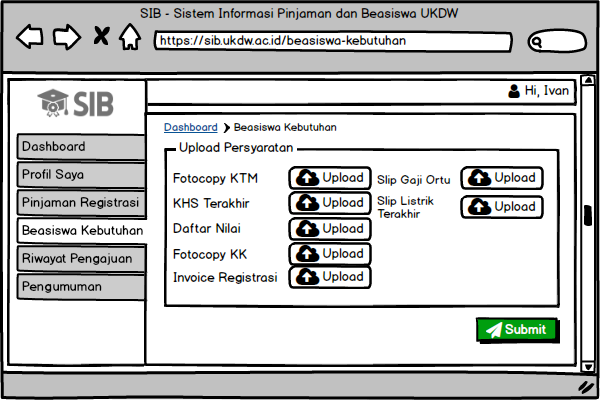 SIB - Sistem Informasi Pinjaman dan Beasiswa UKDW
https://sib.ukdw.ac.id/beasiswa-kebutuhan
SIB
Hi, Ivan
Dashboard
Profil Saya
Pinjaman Registrasi
Beasiswa Kebutuhan
Riwayat Pengajuan
Pengumuman
Dashboard Beasiswa Kebutuhan
Upload Persyaratan
Fotocopy KTM Upload
KHS Terakhir Upload
Daftar Nilai Upload
Fotocopy KK Upload
Invoice Registrasi Upload
Slip Gaji Ortu Upload
Slip Listrik Upload
Terakhir
Submit